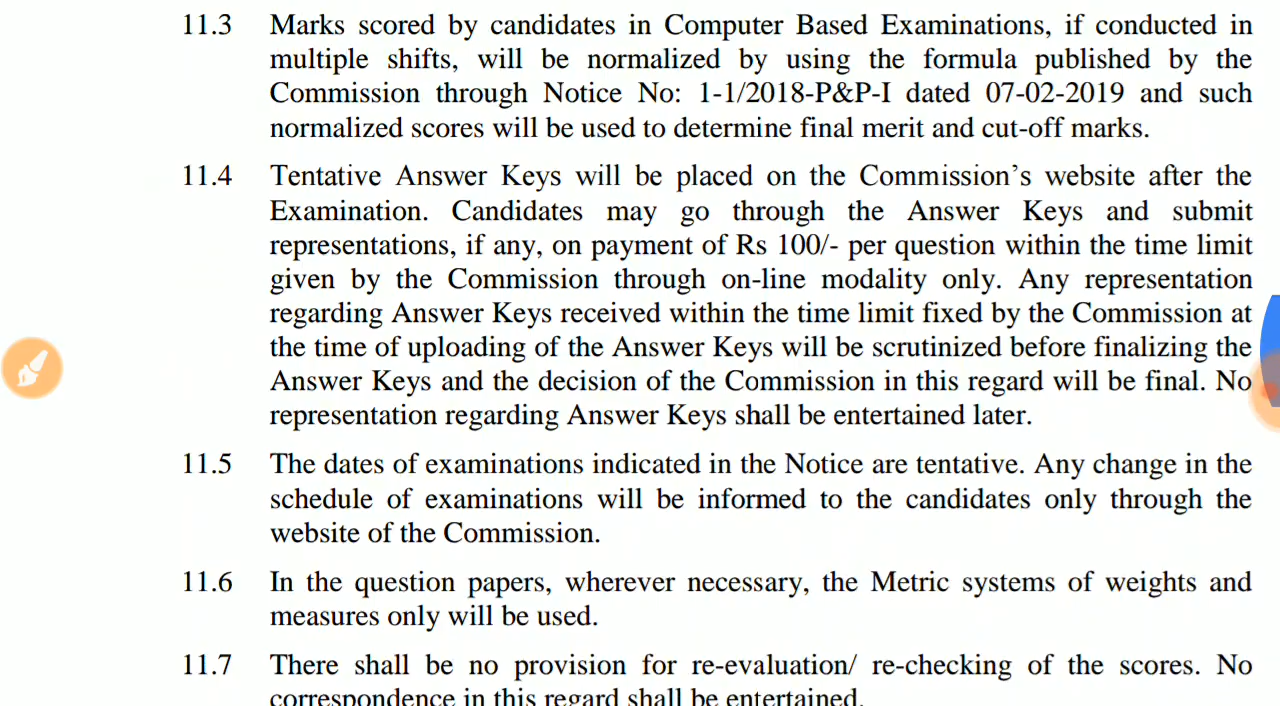 11.3 Marks scored by candidates in Computer Based Examinations, if conducted in
multiple shifts, will be normalized by using the formula published by the
Commission through Notice No: 1-1/2018-P&P-I dated 07-02-2019 and such
normalized scores will be used to determine final merit and cut-off marks.
11.4 Tentative Answer Keys will be placed on the Commission’s website after the
Examination. Candidates may go through the Answer Keys and submit
representations, if any, on payment of Rs 100/- per question within the time limit
given by the Commission through on-line modality only. Any representation
regarding Answer Keys received within the time limit fixed by the Commission at
the time of uploading of the Answer Keys will be scrutinized before finalizing the
Answer Keys and the decision of the Commission in this regard will be final. No
representation regarding Answer Keys shall be entertained later.
11.5 The dates of examinations indicated in the Notice are tentative. Any change in the
schedule of examinations will be informed to the candidates only through the
website of the Commission.
11.6 In the question papers, wherever necessary, the Metric systems of weights and
measures only will be used.
11.7 There shall be no provision for re-evaluation/ re-checking of the scores. No
correspondence in this regard shall be entertained.